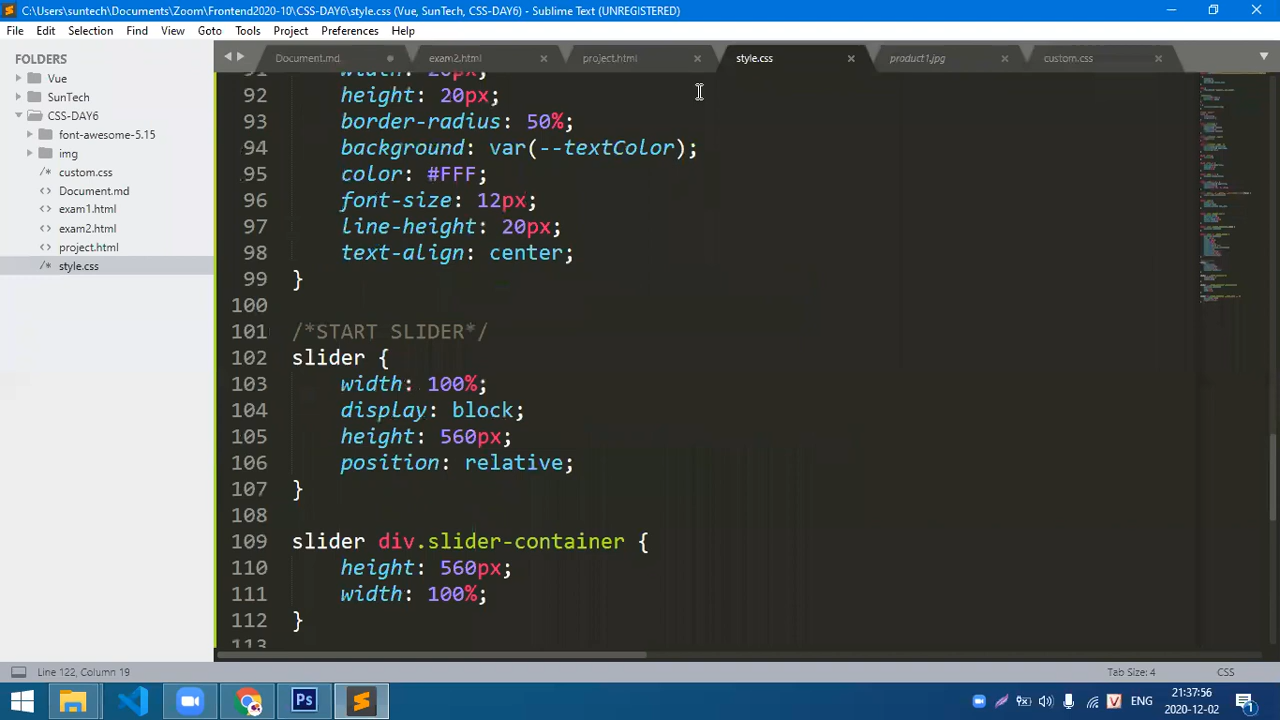 C:\Users\suntech\Documents\Zoom\Frontend2020-10\CSS-DAY6\style.css (Vue, SunTech, CSS-DAY6) - Sublime Text (UNREGISTERED)
File Edit Selection Find View Goto Tools Project Preferences Help
FOLDERS
Vue
SunTech
CSS-DAY6
font-awesome-5.15
img
custom.css
Document.md
exam1.html
exam2.html
project.html
style.css
Document.md exam2.html project.html style.css product1.jpg custom.css
91 width: 20px;
92 height: 20px;
93 border-radius: 50%;
94 background: var(--textColor);
95 color: #FFF;
96 font-size: 12px;
97 line-height: 20px;
98 text-align: center;
99 }
100
101 /*START SLIDER*/
102 slider {
103 width: 100%;
104 display: block;
105 height: 560px;
106 position: relative;
107 }
108
109 slider div.slider-container {
110 height: 560px;
111 width: 100%;
112 }
113
Line 122, Column 19
Tab Size: 4
CSS
Ps
V ENG
21:37:56
2020-12-02
1